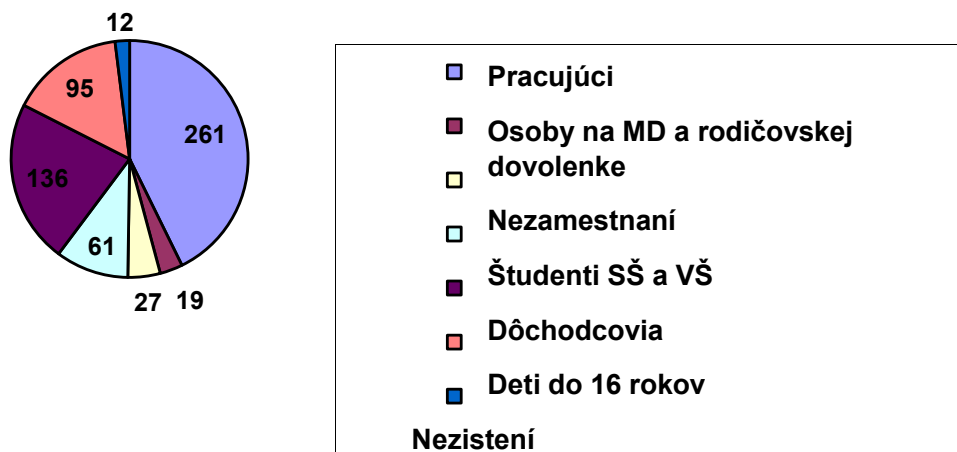 12
95
261
136
61
27
19
Pracujúci
Osoby na MD a rodičovskej
dovolenke
Nezamestnaní
Študenti SŠ a VŠ
Dôchodcovia
Deti do 16 rokov
Nezistení